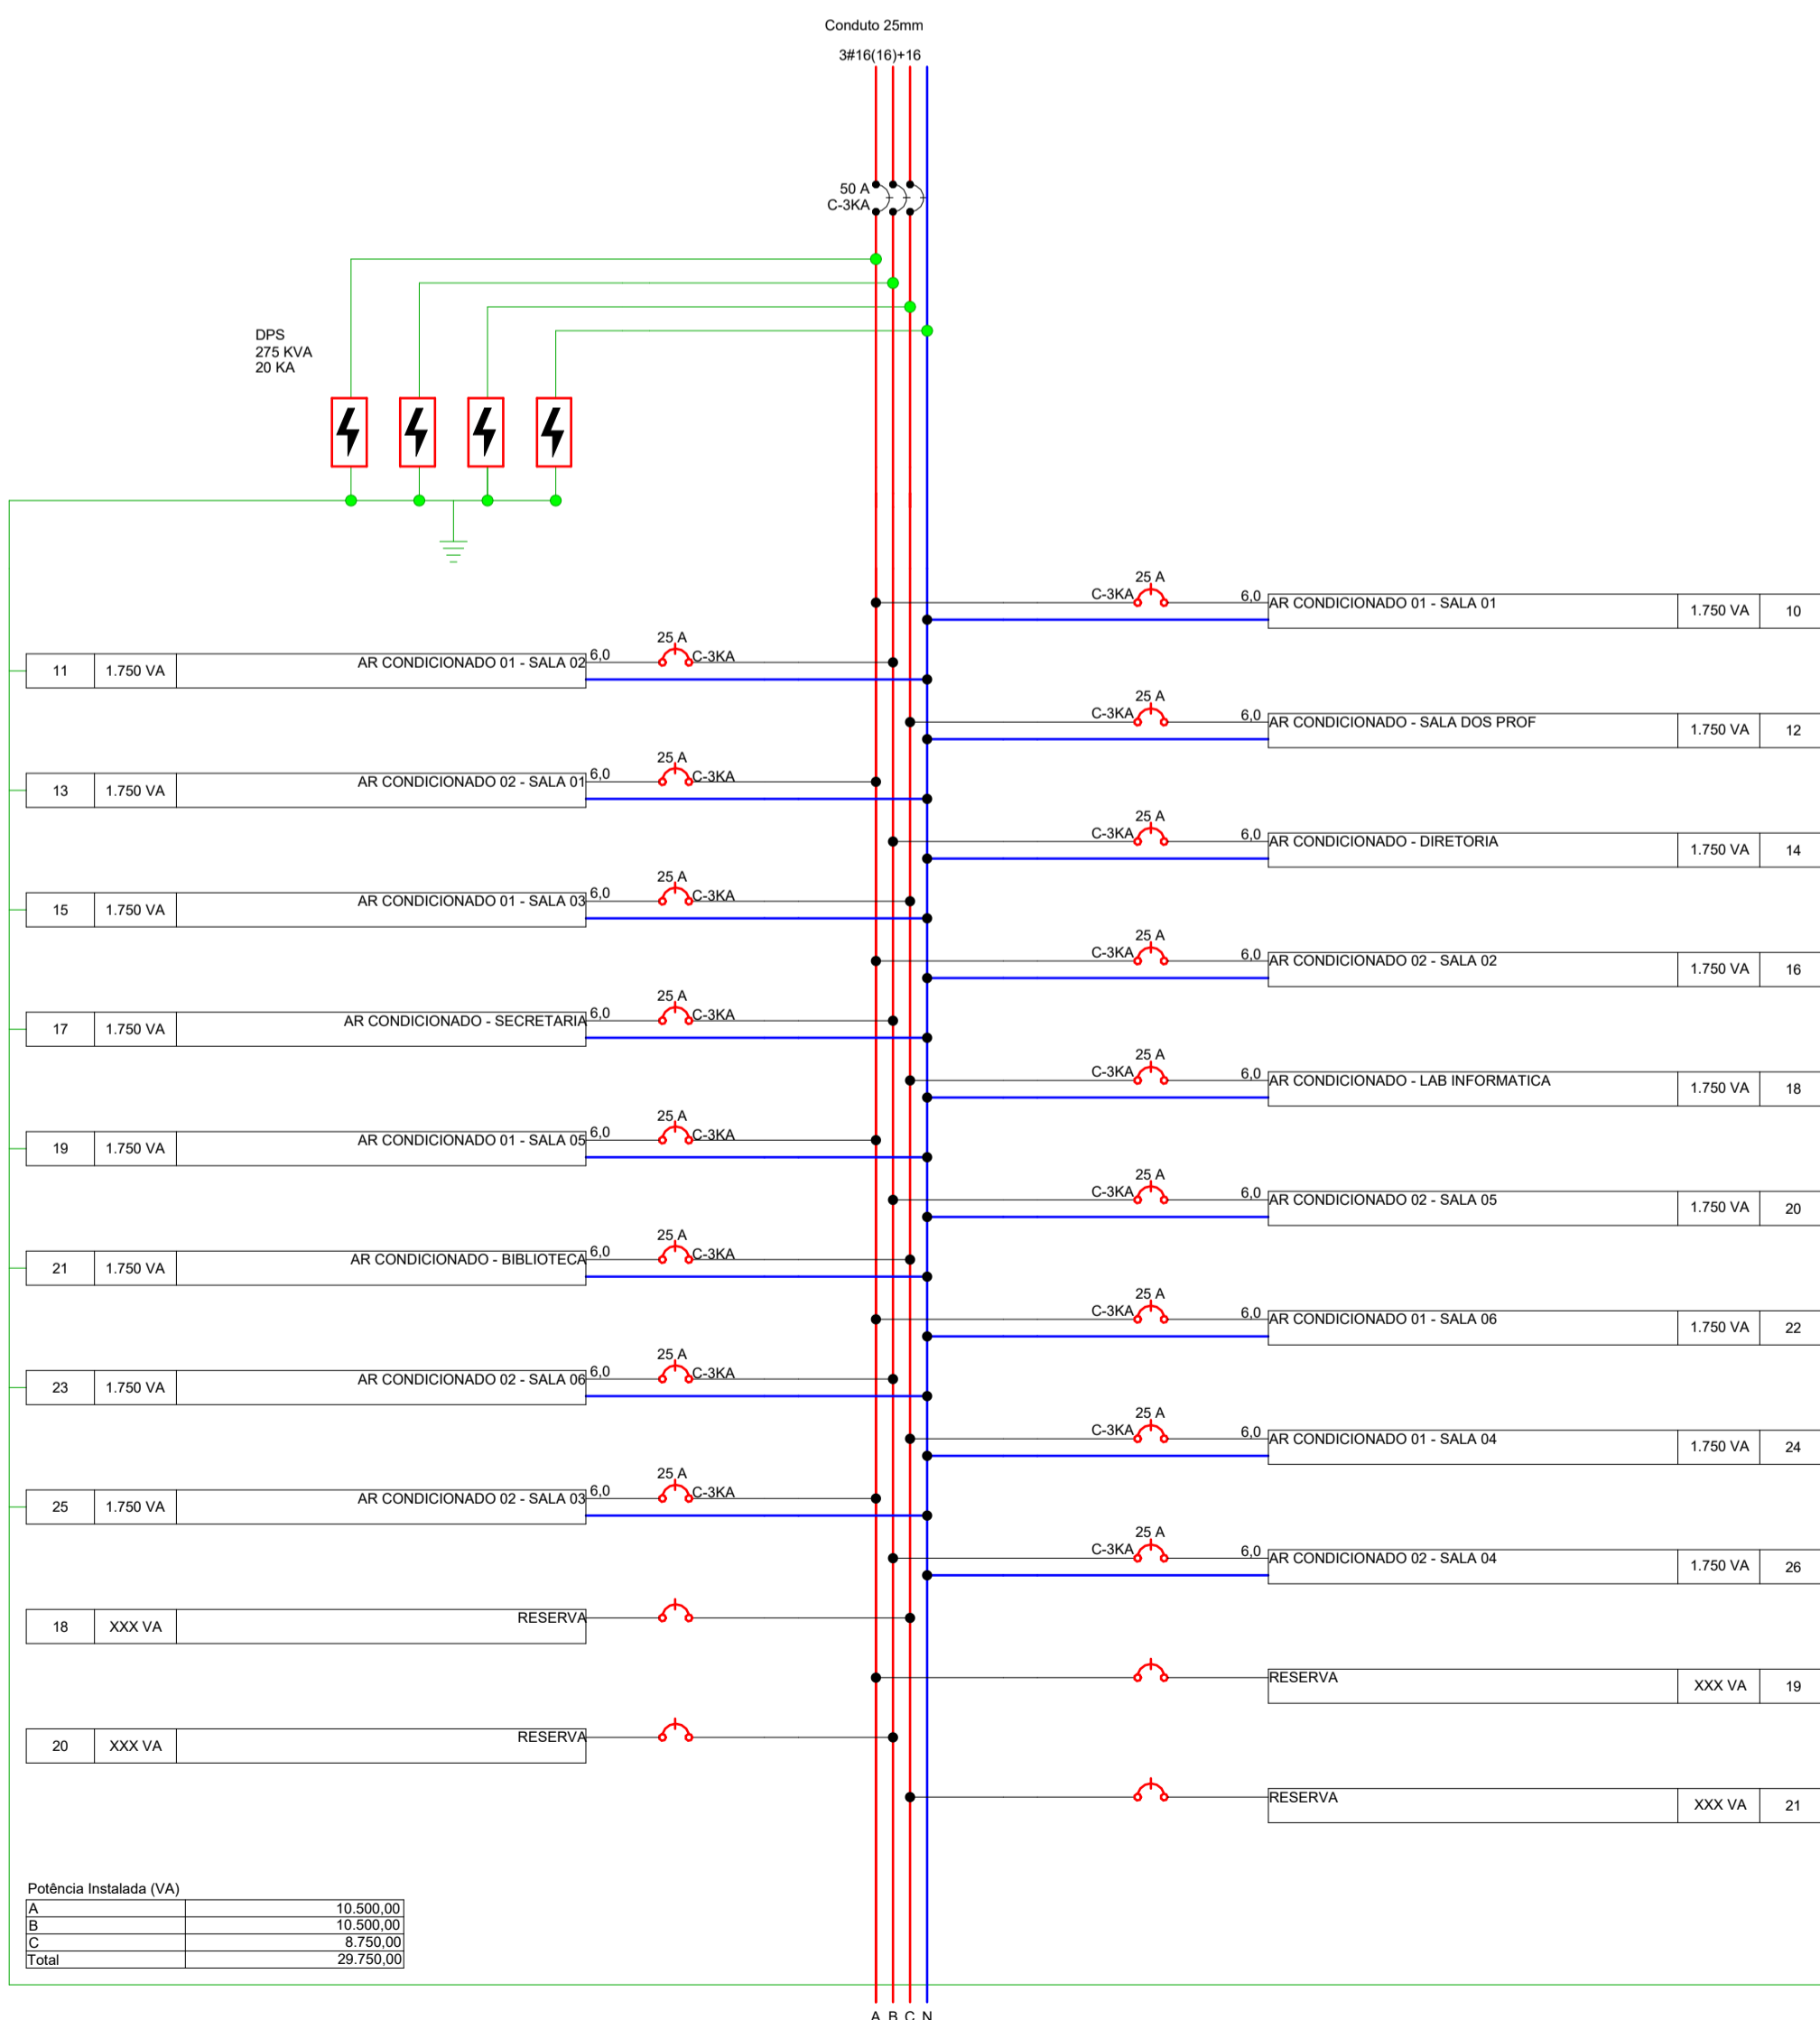 Conduto 25mm
3#16(16)+16
50 A
C-3KA
DPS
275 KVA
20 KA
25 A
C-3KA 6,0 AR CONDICIONADO 01 - SALA 01 1.750 VA 10
25 A
11 1.750 VA AR CONDICIONADO 01 - SALA 02 6,0 C-3KA
25 A
C-3KA 6,0 AR CONDICIONADO - SALA DOS PROF 1.750 VA 12
25 A
13 1.750 VA AR CONDICIONADO 02 - SALA 01 6,0 C-3KA
25 A
C-3KA 6,0 AR CONDICIONADO - DIRETORIA 1.750 VA 14
25 A
15 1.750 VA AR CONDICIONADO 01 - SALA 03 6,0 C-3KA
25 A
C-3KA 6,0 AR CONDICIONADO 02 - SALA 02 1.750 VA 16
25 A
17 1.750 VA AR CONDICIONADO - SECRETARIA 6,0 C-3KA
25 A
C-3KA 6,0 AR CONDICIONADO - LAB INFORMATICA 1.750 VA 18
25 A
19 1.750 VA AR CONDICIONADO 01 - SALA 05 6,0 C-3KA
25 A
C-3KA 6,0 AR CONDICIONADO 02 - SALA 05 1.750 VA 20
25 A
21 1.750 VA AR CONDICIONADO - BIBLIOTECA 6,0 C-3KA
25 A
C-3KA 6,0 AR CONDICIONADO 01 - SALA 06 1.750 VA 22
25 A
23 1.750 VA AR CONDICIONADO 02 - SALA 06 6,0 C-3KA
25 A
C-3KA 6,0 AR CONDICIONADO 01 - SALA 04 1.750 VA 24
25 A
25 1.750 VA AR CONDICIONADO 02 - SALA 03 6,0 C-3KA
25 A
C-3KA 6,0 AR CONDICIONADO 02 - SALA 04 1.750 VA 26
18 XXX VA RESERVA
RESERVA XXX VA 19
20 XXX VA RESERVA
RESERVA XXX VA 21
Potência Instalada (VA)
A 10.500,00
B 10.500,00
C 8.750,00
Total 29.750,00
A B C N